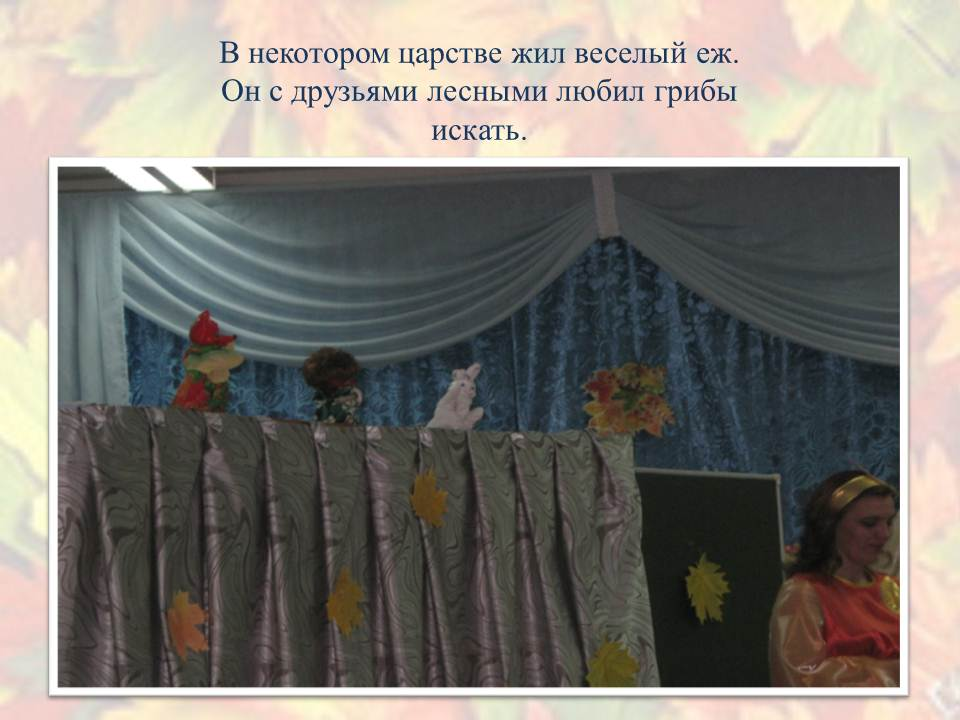 В некотором царстве жил веселый еж.
Он с друзьями лесными любил грибы
искать.